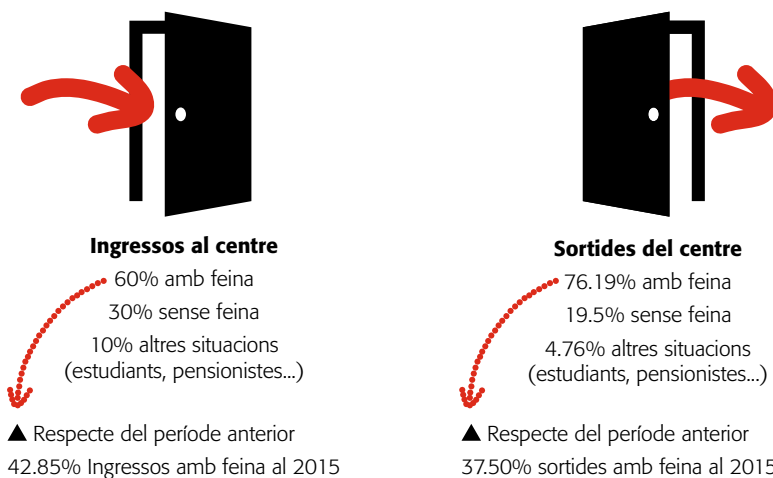 Ingressos al centre
60% amb feina
30% sense feina
10% altres situacions
(estudiants, pensionistes...)
▲ Respecte del període anterior
42.85% Ingressos amb feina al 2015
Sortides del centre
76.19% amb feina
19.5% sense feina
4.76% altres situacions
(estudiants, pensionistes...)
▲ Respecte del període anterior
37.50% sortides amb feina al 2015